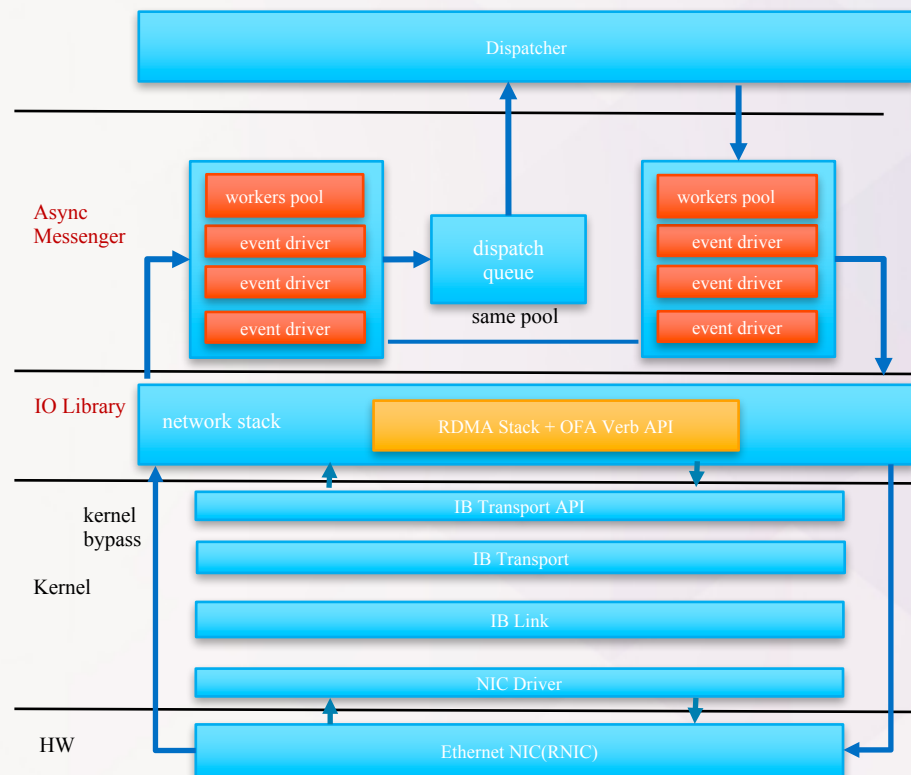 Dispatcher
Async
Messenger
workers pool
event driver
event driver
event driver
dispatch
queue
same pool
workers pool
event driver
event driver
event driver
IO Library
network stack
RDMA Stack + OFA Verb API
kernel
bypass
Kernel
IB Transport API
IB Transport
IB Link
NIC Driver
HW
Ethernet NIC(RNIC)